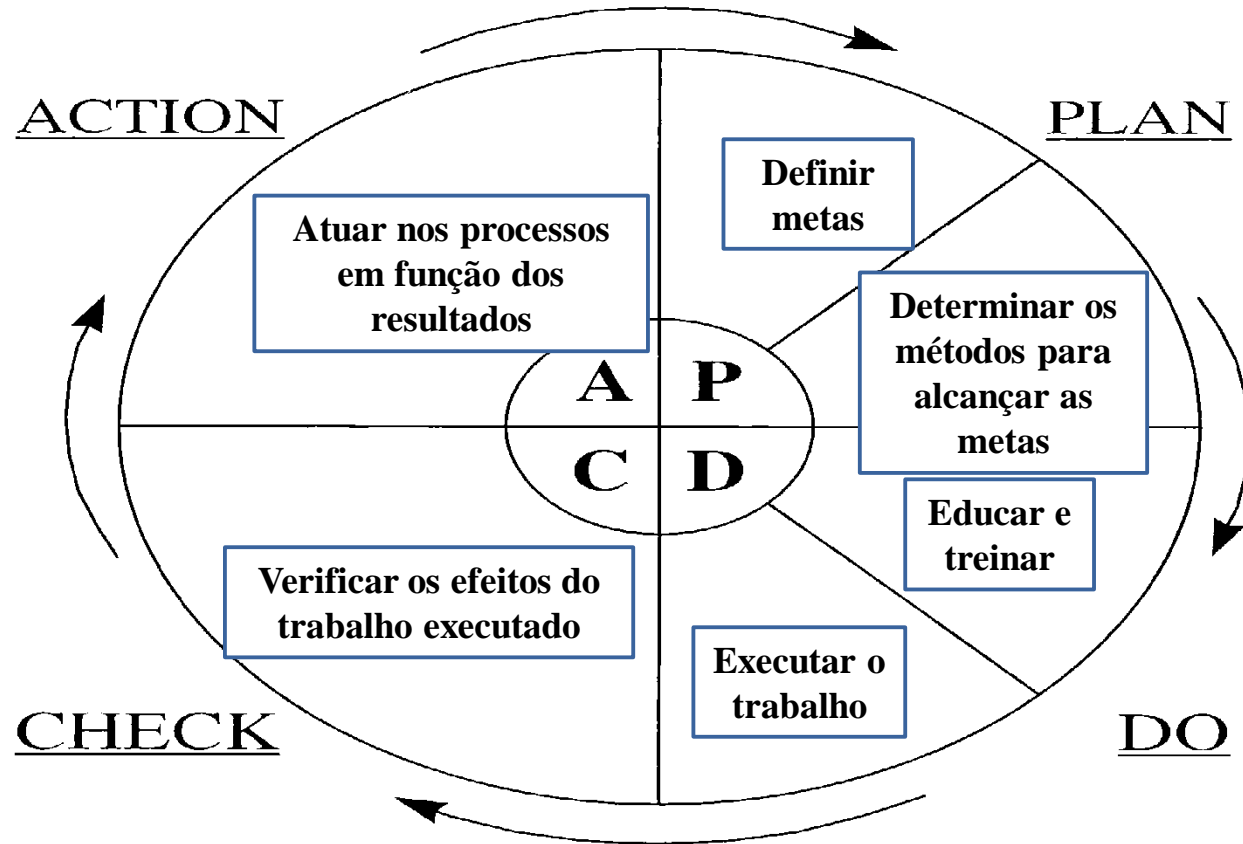 ACTION
PLAN
Definir
metas
Atuar nos processos
em função dos
resultados
Determinar os
métodos para
alcançar as
metas
A P
C D
Educar e
treinar
Verificar os efeitos do
trabalho executado
Executar o
trabalho
CHECK
DO